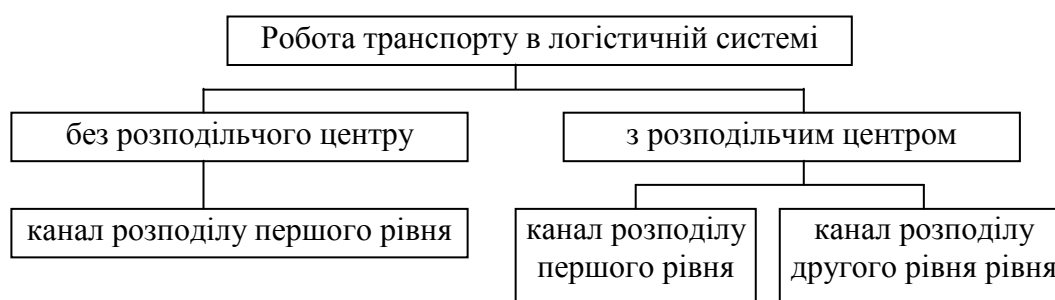 Робота транспорту в логістичній системі
без розподільчого центру
з розподільчим центром
канал розподілу першого рівня
канал розподілу
першого рівня
канал розподілу
другого рівня рівня